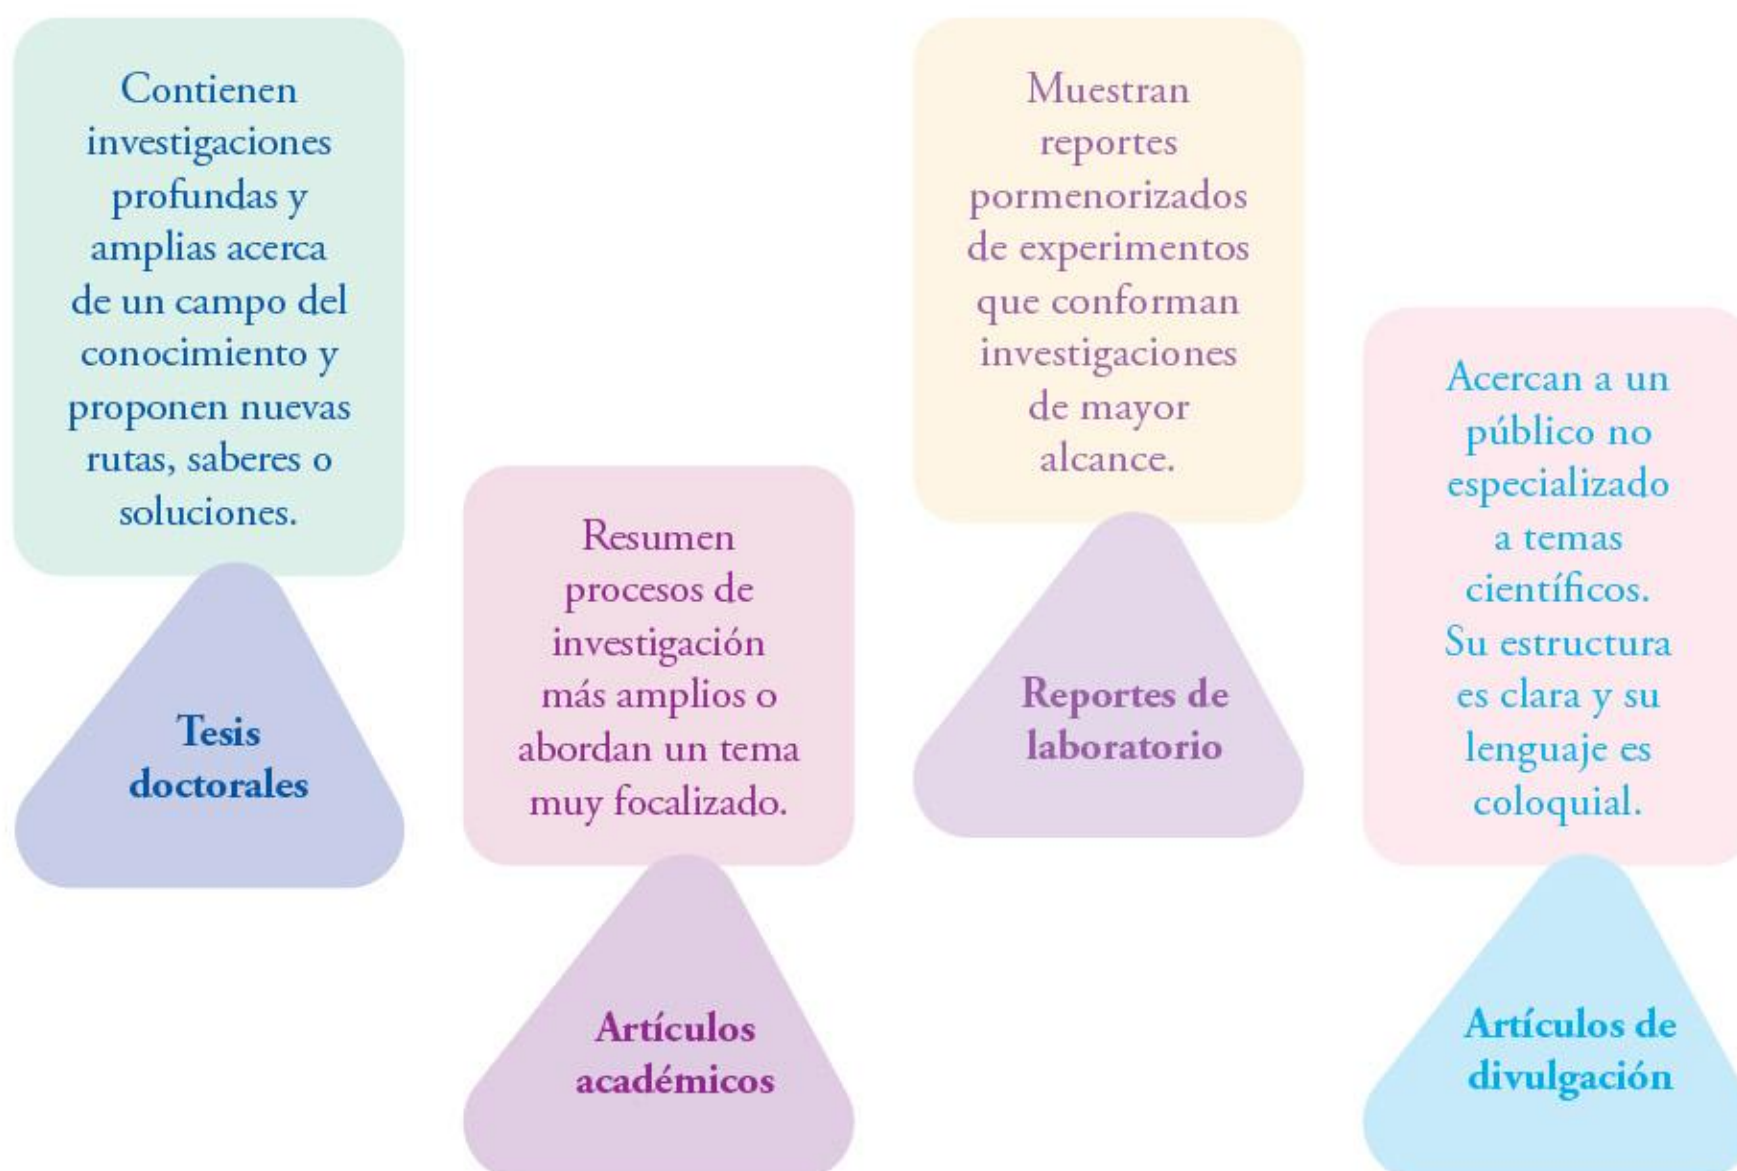 Contienen
investigaciones
profundas y
amplias acerca
de un campo del
conocimiento y
proponen nuevas
rutas, saberes o
soluciones.
Tesis
doctorales
Resumen
procesos de
investigación
más amplios o
abordan un tema
muy focalizado.
Artículos
académicos
Muestran
reportes
pormenorizados
de experimentos
que conforman
investigaciones
de mayor
alcance.
Reportes de
laboratorio
Acercan a un
público no
especializado
a temas
científicos.
Su estructura
es clara y su
lenguaje es
coloquial.
Artículos de
divulgación